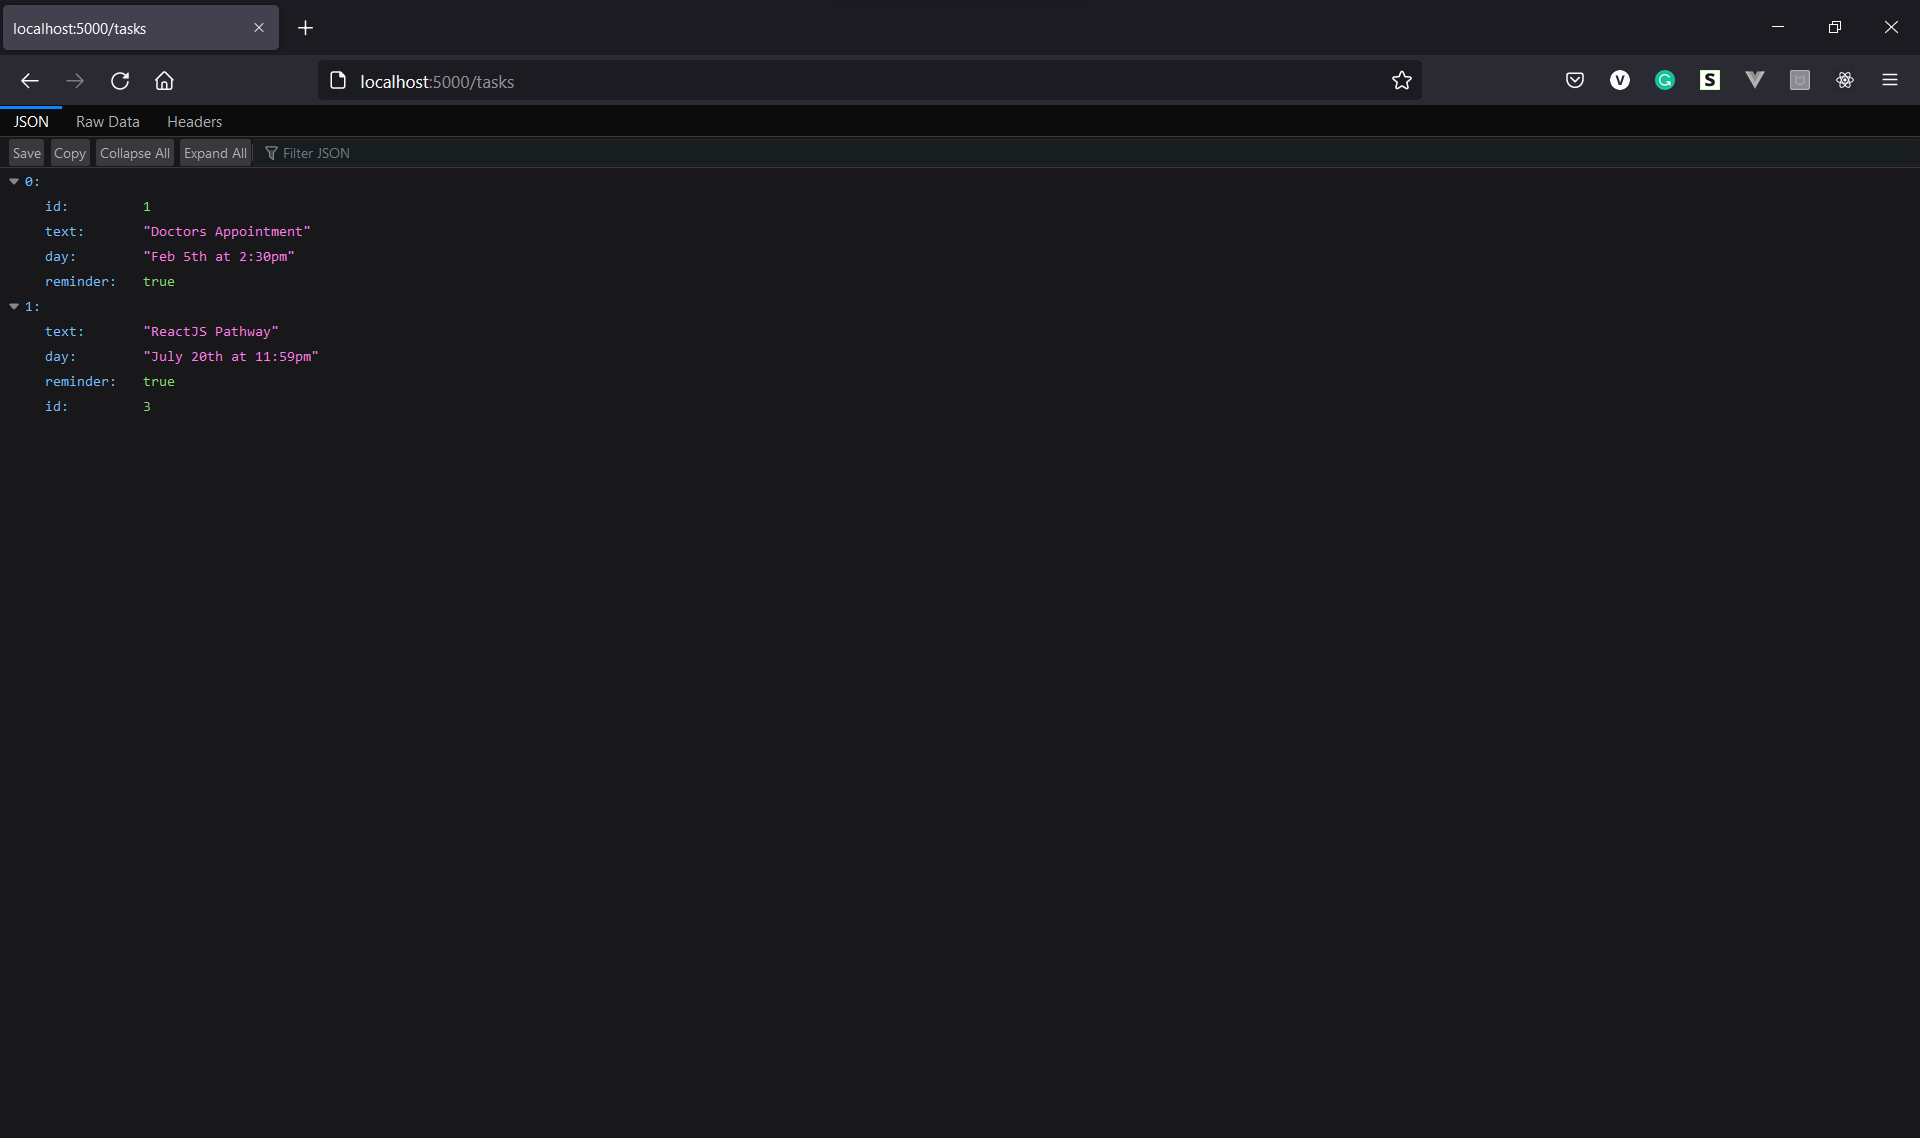 localhost:5000/tasks
localhost:5000/tasks
JSON Raw Data Headers
Save Copy Collapse All Expand All Filter JSON
0:
id: 1
text: "Doctors Appointment"
day: "Feb 5th at 2:30pm"
reminder: true
1:
text: "ReactJS Pathway"
day: "July 20th at 11:59pm"
reminder: true
id: 3